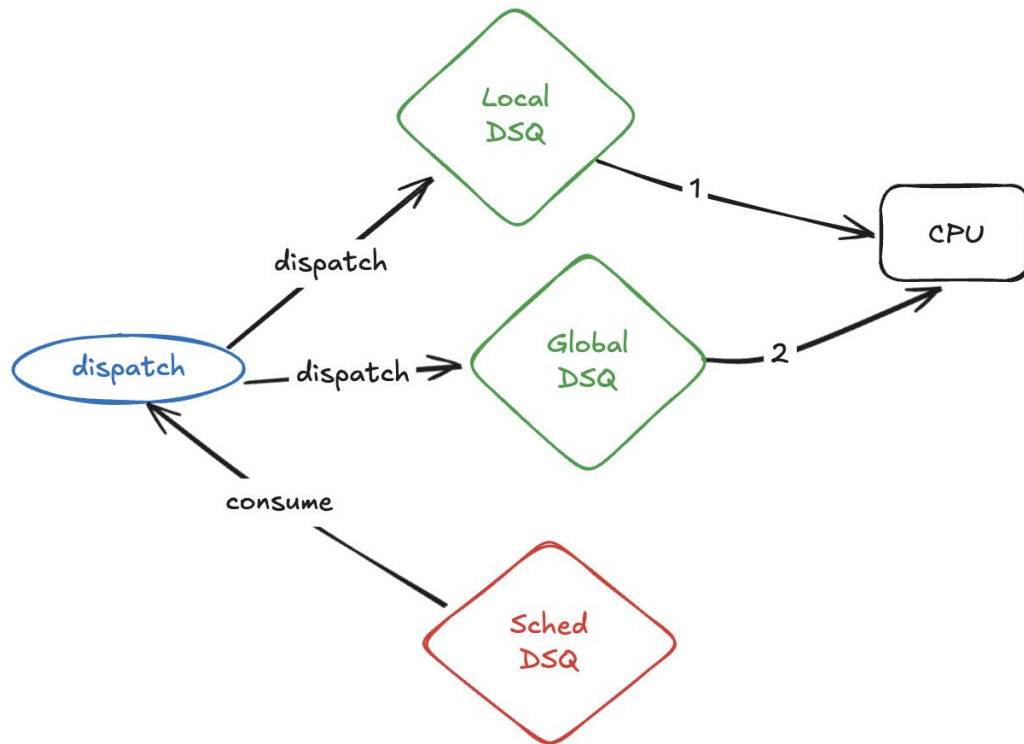 Local
DSQ
1
CPU
dispatch
Global
DSQ
2
dispatch
dispatch
consume
Sched
DSQ